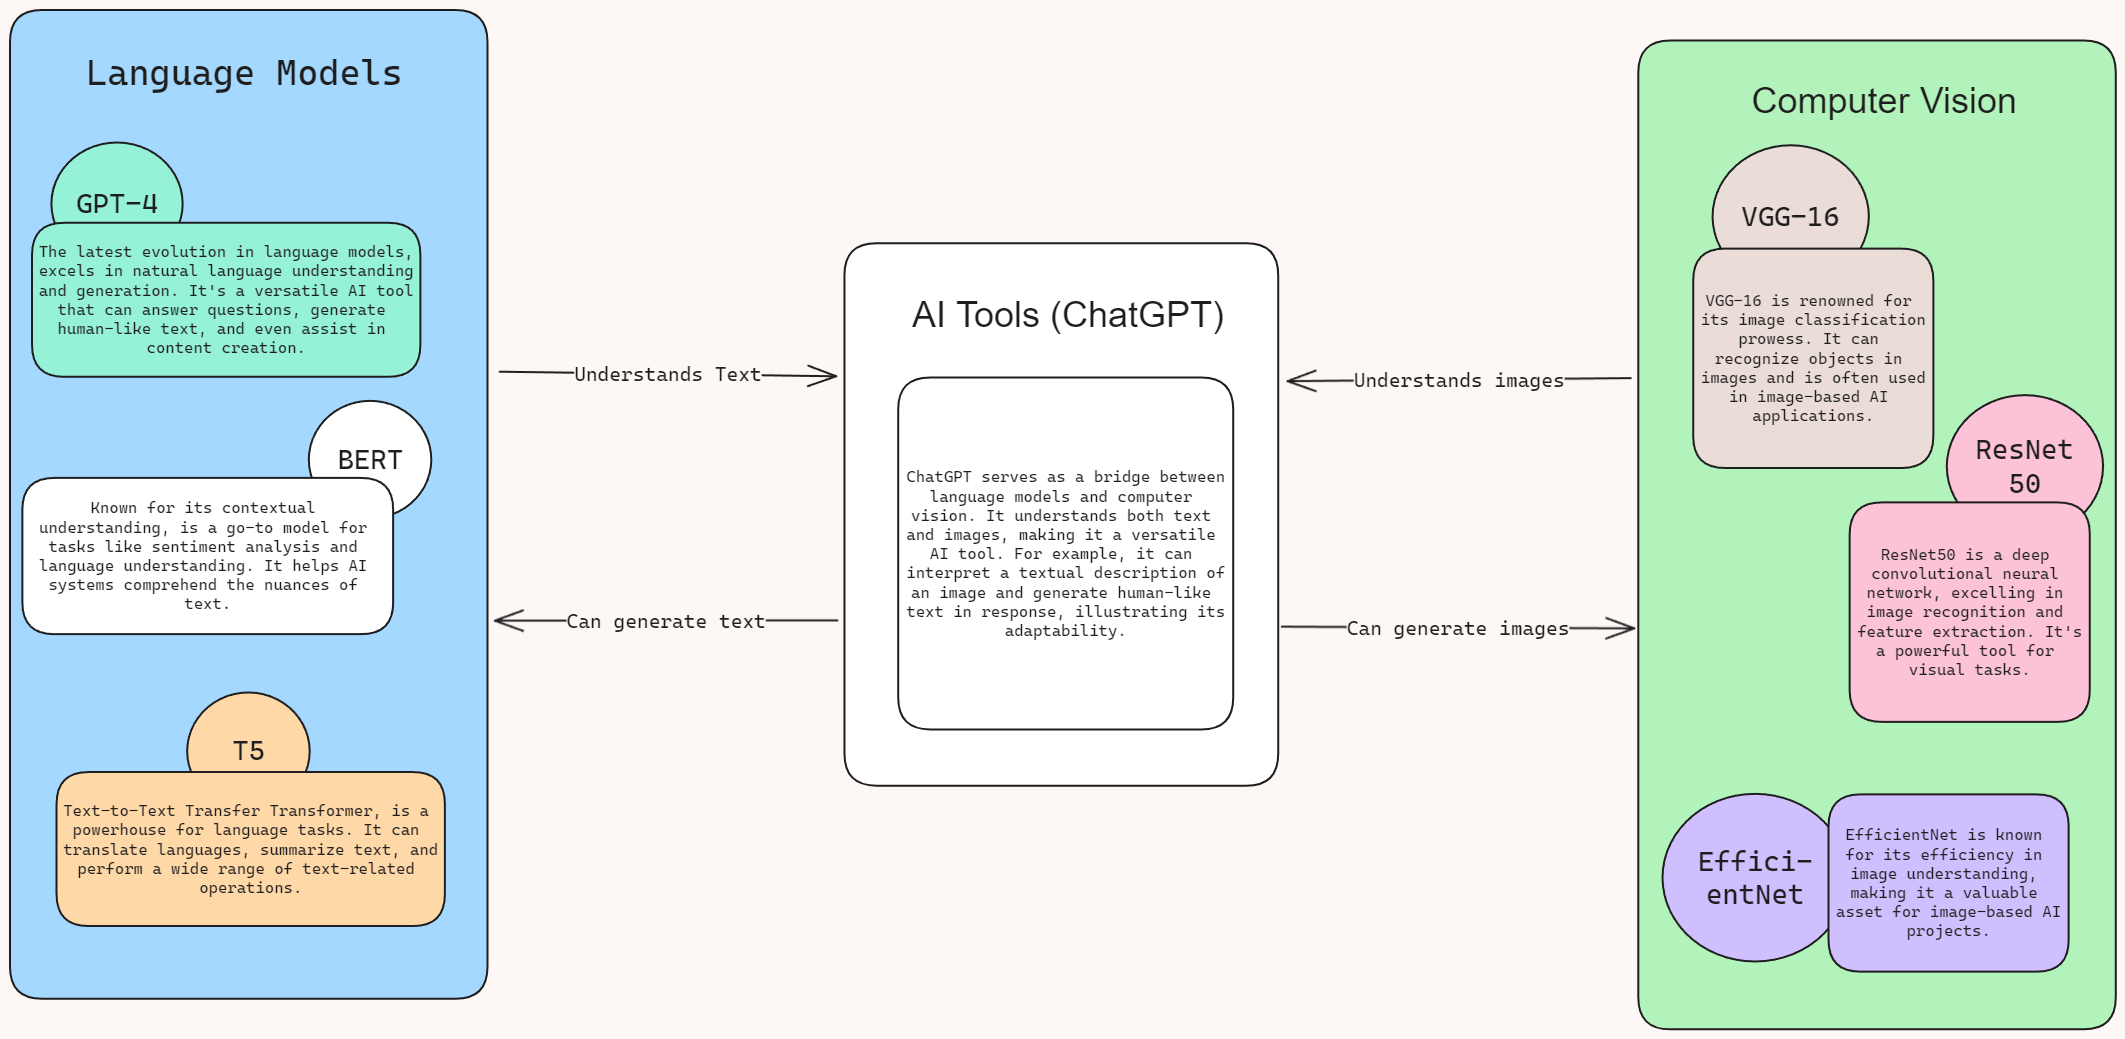 Language Models
GPT-4
The latest evolution in language models,
excels in natural language understanding
and generation. It's a versatile AI tool
that can answer questions, generate
human-like text, and even assist in
content creation.
BERT
Known for its contextual
understanding, is a go-to model for
tasks like sentiment analysis and
language understanding. It helps AI
systems comprehend the nuances of
text.
T5
Text-to-Text Transfer Transformer, is a
powerhouse for language tasks. It can
translate languages, summarize text, and
perform a wide range of text-related
operations.
Understands Text
Can generate text
AI Tools (ChatGPT)
ChatGPT serves as a bridge between
language models and computer
vision. It understands both text
and images, making it a versatile
AI tool. For example, it can
interpret a textual description of
an image and generate human-like
text in response, illustrating its
adaptability.
Understands images
Can generate images
Computer Vision
VGG-16
VGG-16 is renowned for
its image classification
prowess. It can
recognize objects in
images and is often used
in image-based AI
applications.
ResNet
50
ResNet50 is a deep
convolutional neural
network, excelling in
image recognition and
feature extraction. It's
a powerful tool for
visual tasks.
Effici-
entNet
EfficientNet is known
for its efficiency in
image understanding,
making it a valuable
asset for image-based AI
projects.